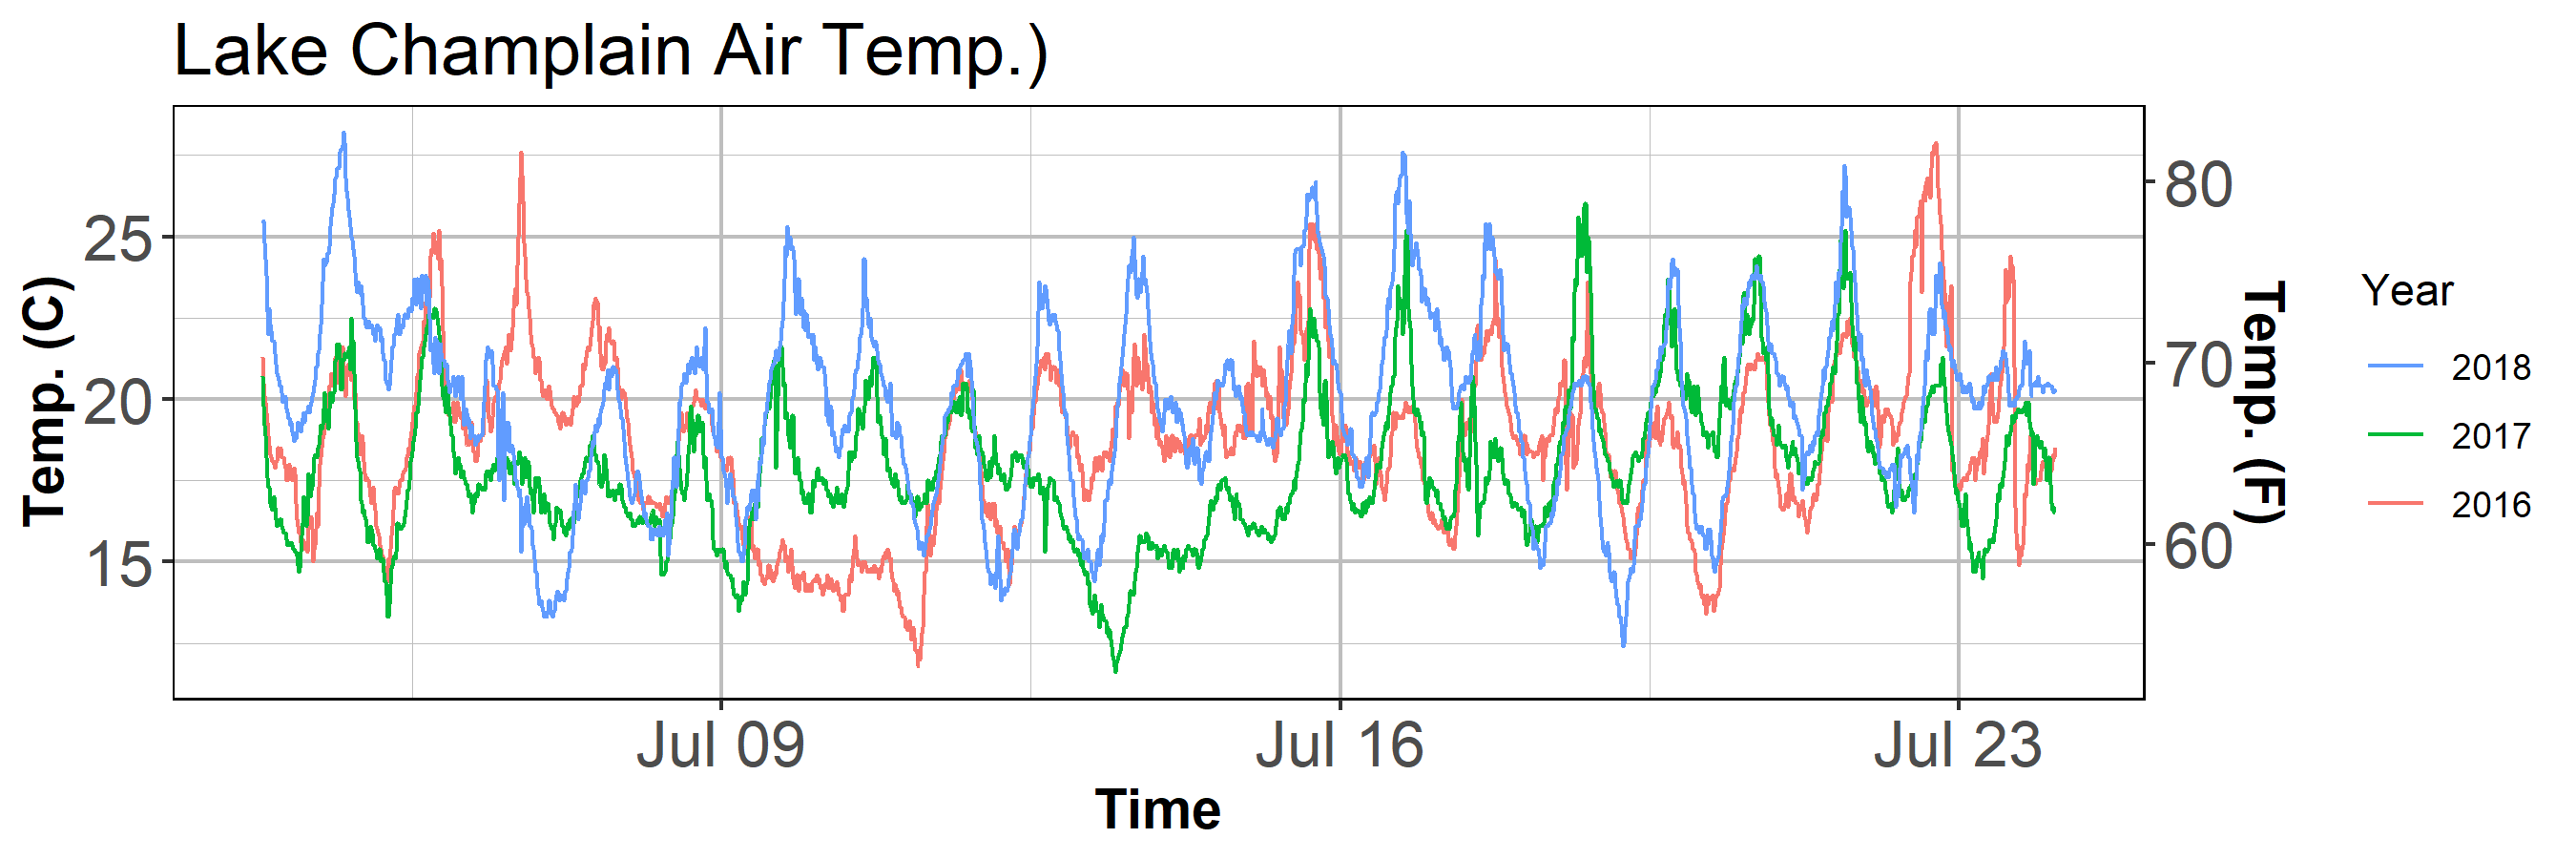 Lake Champlain Air Temp.)
Temp. (C)
25
20
15
80
70
60
Temp. (F)
Jul 09
Jul 16
Jul 23
Time
Year
2018
2017
2016